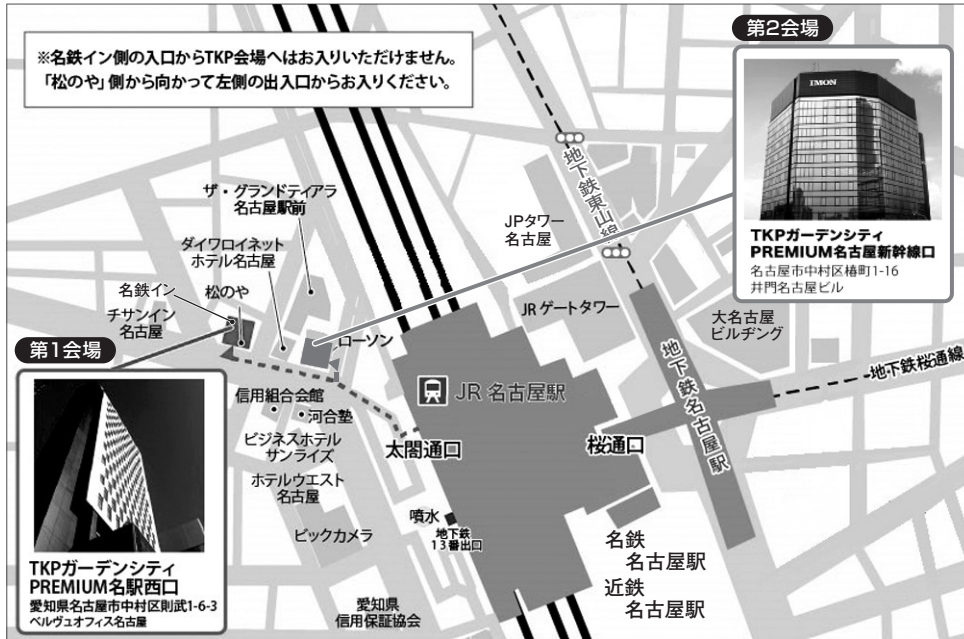 ※名鉄イン側の入口からTKP会場へはお入りいただけません。
「松のや」側から向かって左側の出入口からお入りください。
第2会場
IMON
TKPガーデンシティ
PREMIUM名古屋新幹線口
名古屋市中村区椿町1-16
井門名古屋ビル
地下鉄東山線
JPタワー
名古屋
ザ・グランドティアラ
名古屋駅前
ダイワロイネット
ホテル名古屋
名鉄イン
松のや
チサンイン
名古屋
ローソン
JRゲートタワー
大名古屋
ビルヂング
第1会場
地下鉄桜通線
JR 名古屋駅
地下鉄名古屋駅
信用組合会館
河合塾
ビジネスホテル
サンライズ
太閤通口
桜通口
ホテルウエスト
名古屋
噴水
地下鉄
13番出口
ビックカメラ
名鉄
名古屋駅
近鉄
名古屋駅
TKPガーデンシティ
PREMIUM名駅西口
愛知県名古屋市中村区則武1-6-3
ベルヴュオフィス名古屋
愛知県
信用保証協会